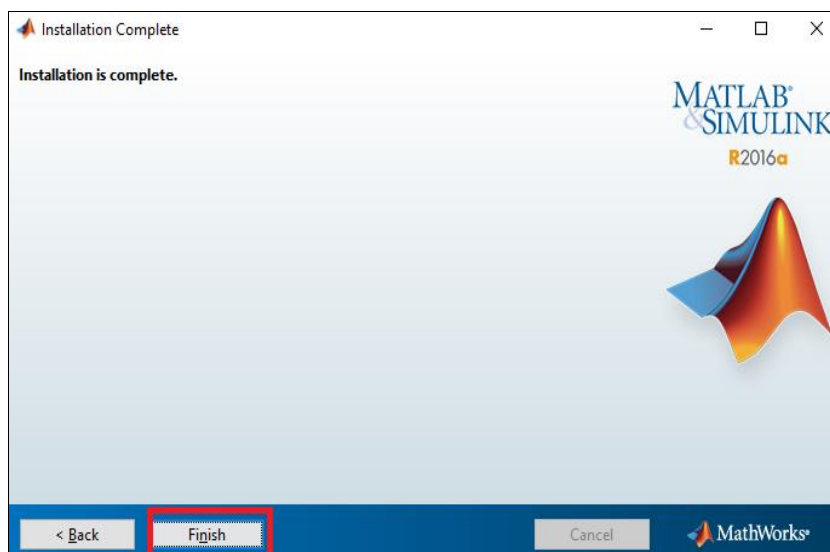 Installation Complete
Installation is complete.
MATLAB®
&SIMULINK
R2016a
< Back
Finish
Cancel
MathWorks®